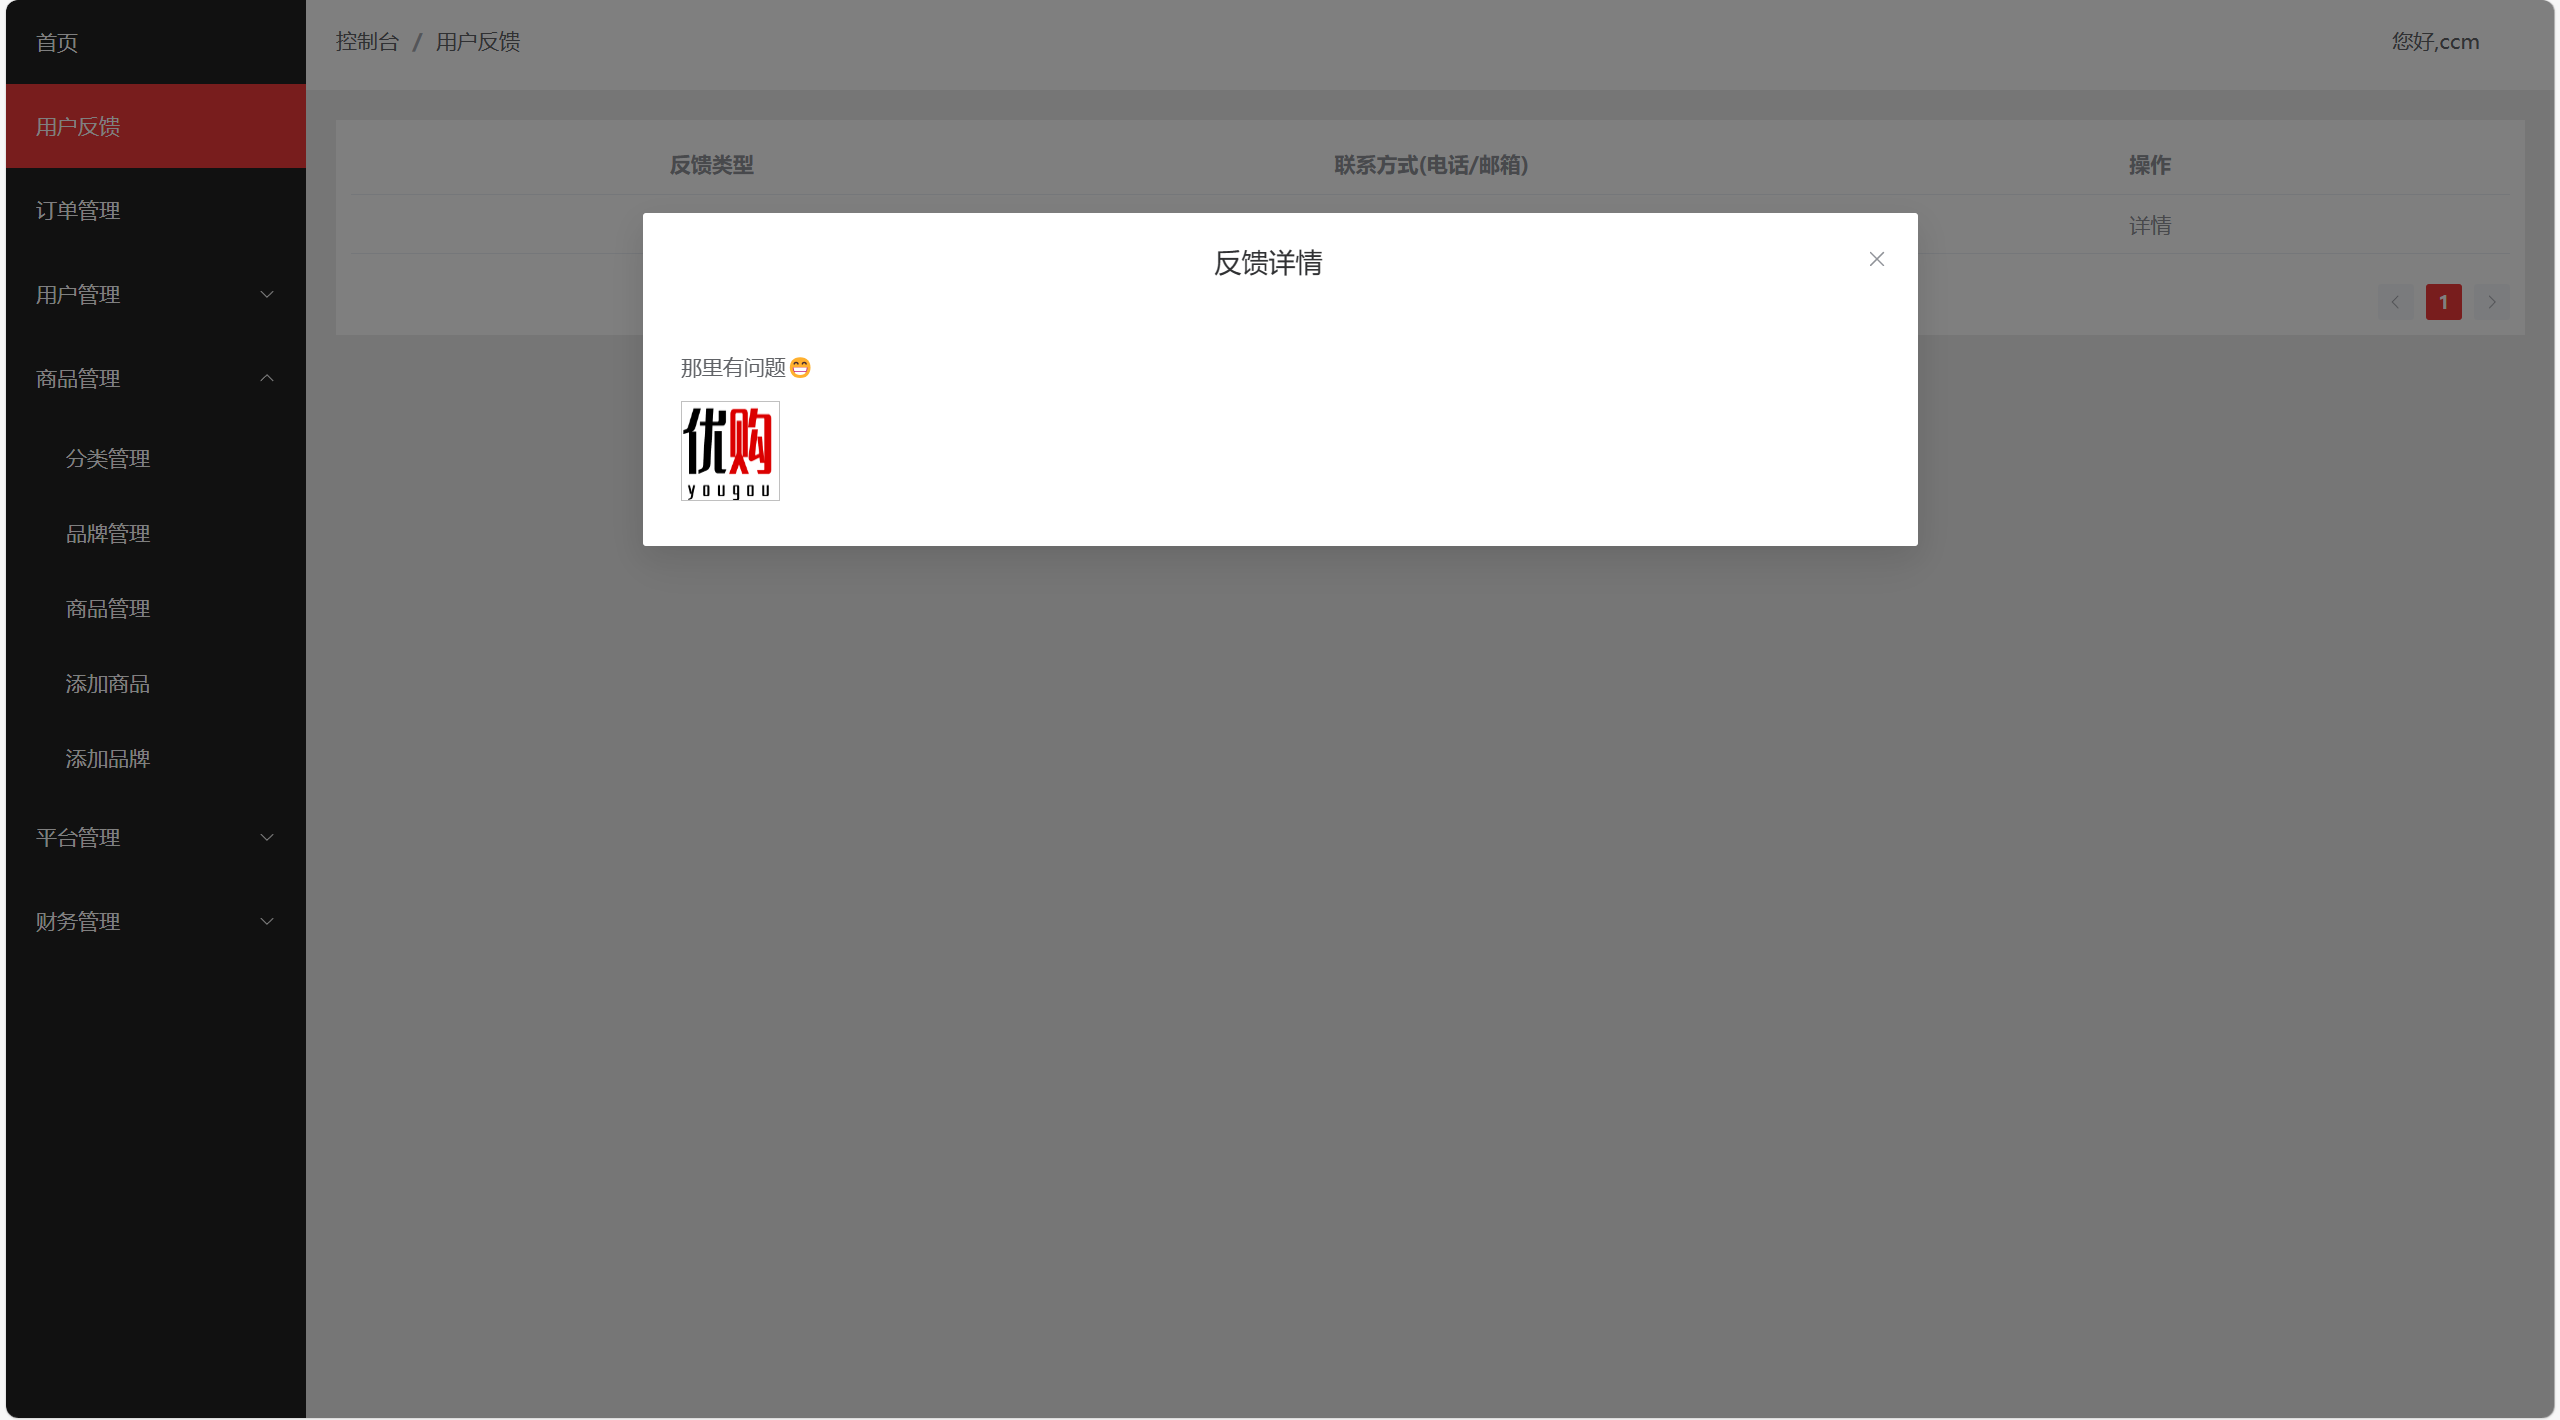 首页
用户反馈
订单管理
用户管理
商品管理
分类管理
品牌管理
商品管理
添加商品
添加品牌
平台管理
财务管理
控制台 / 用户反馈
您好,ccm
反馈类型 联系方式(电话/邮箱) 操作
详情
1
反馈详情
那里有问题😁
优购
yougou